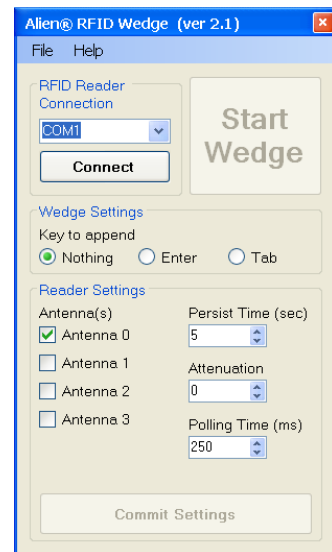 Alien® RFID Wedge (ver 2.1)
File Help
RFID Reader
Connection
COM1
Connect
Start
Wedge
Wedge Settings
Key to append
Nothing Enter Tab
Reader Settings
Antenna(s)
Antenna 0
Antenna 1
Antenna 2
Antenna 3
Persist Time (sec)
5
Attenuation
0
Polling Time (ms)
250
Commit Settings